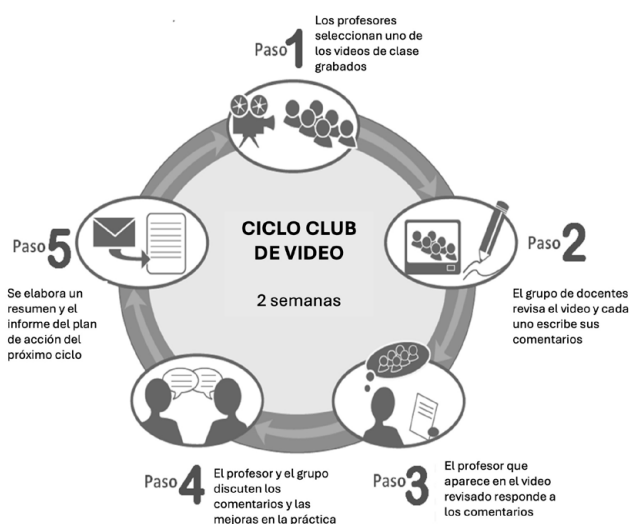 Paso 1
Los profesores
seleccionan uno de
los videos de clase
grabados
CICLO CLUB
DE VIDEO
2 semanas
Paso 2
El grupo de docentes
revisa el video y cada
uno escribe sus
comentarios
Paso 3
El profesor que
aparece en el video
revisado responde a
los comentarios
Paso 4
El profesor y el grupo
discuten los
comentarios y las
mejoras en la práctica
Paso 5
Se elabora un
resumen y el
informe del plan
de acción del
próximo ciclo